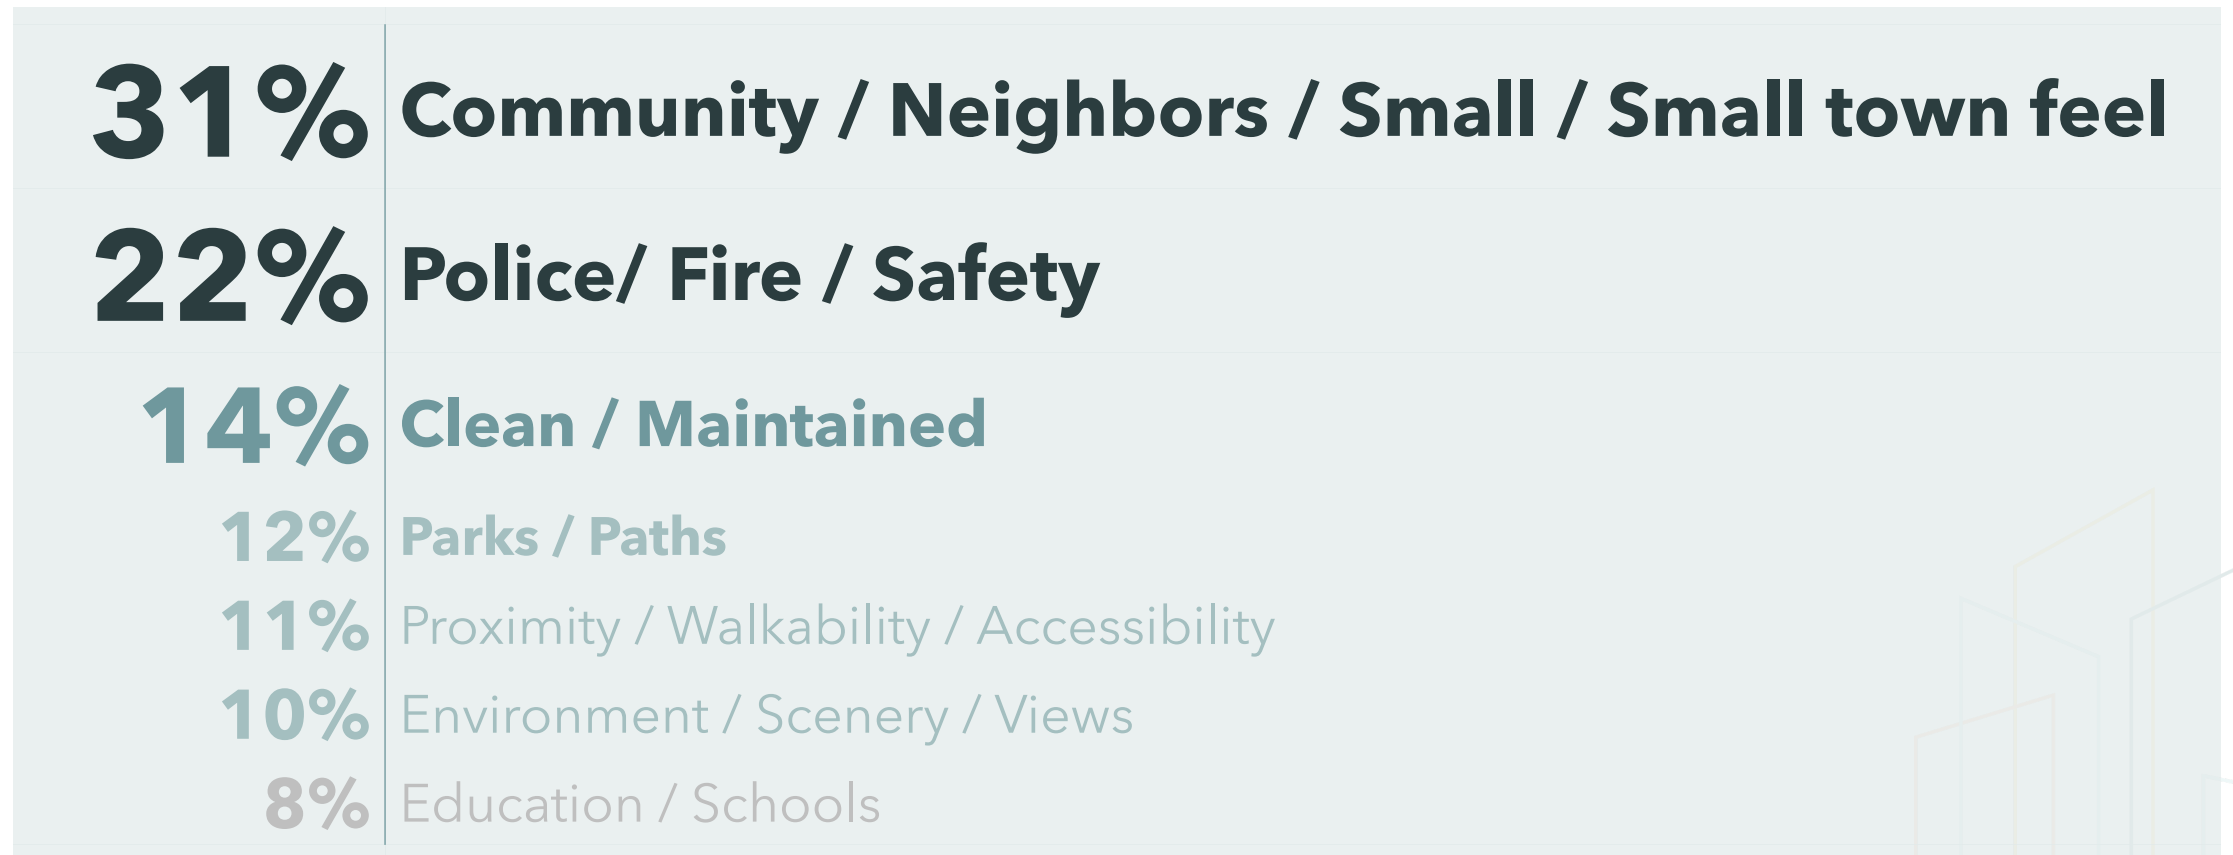 31% Community / Neighbors / Small / Small town feel
22% Police/ Fire / Safety
14% Clean / Maintained
12% Parks / Paths
11% Proximity / Walkability / Accessibility
10% Environment / Scenery / Views
8% Education / Schools